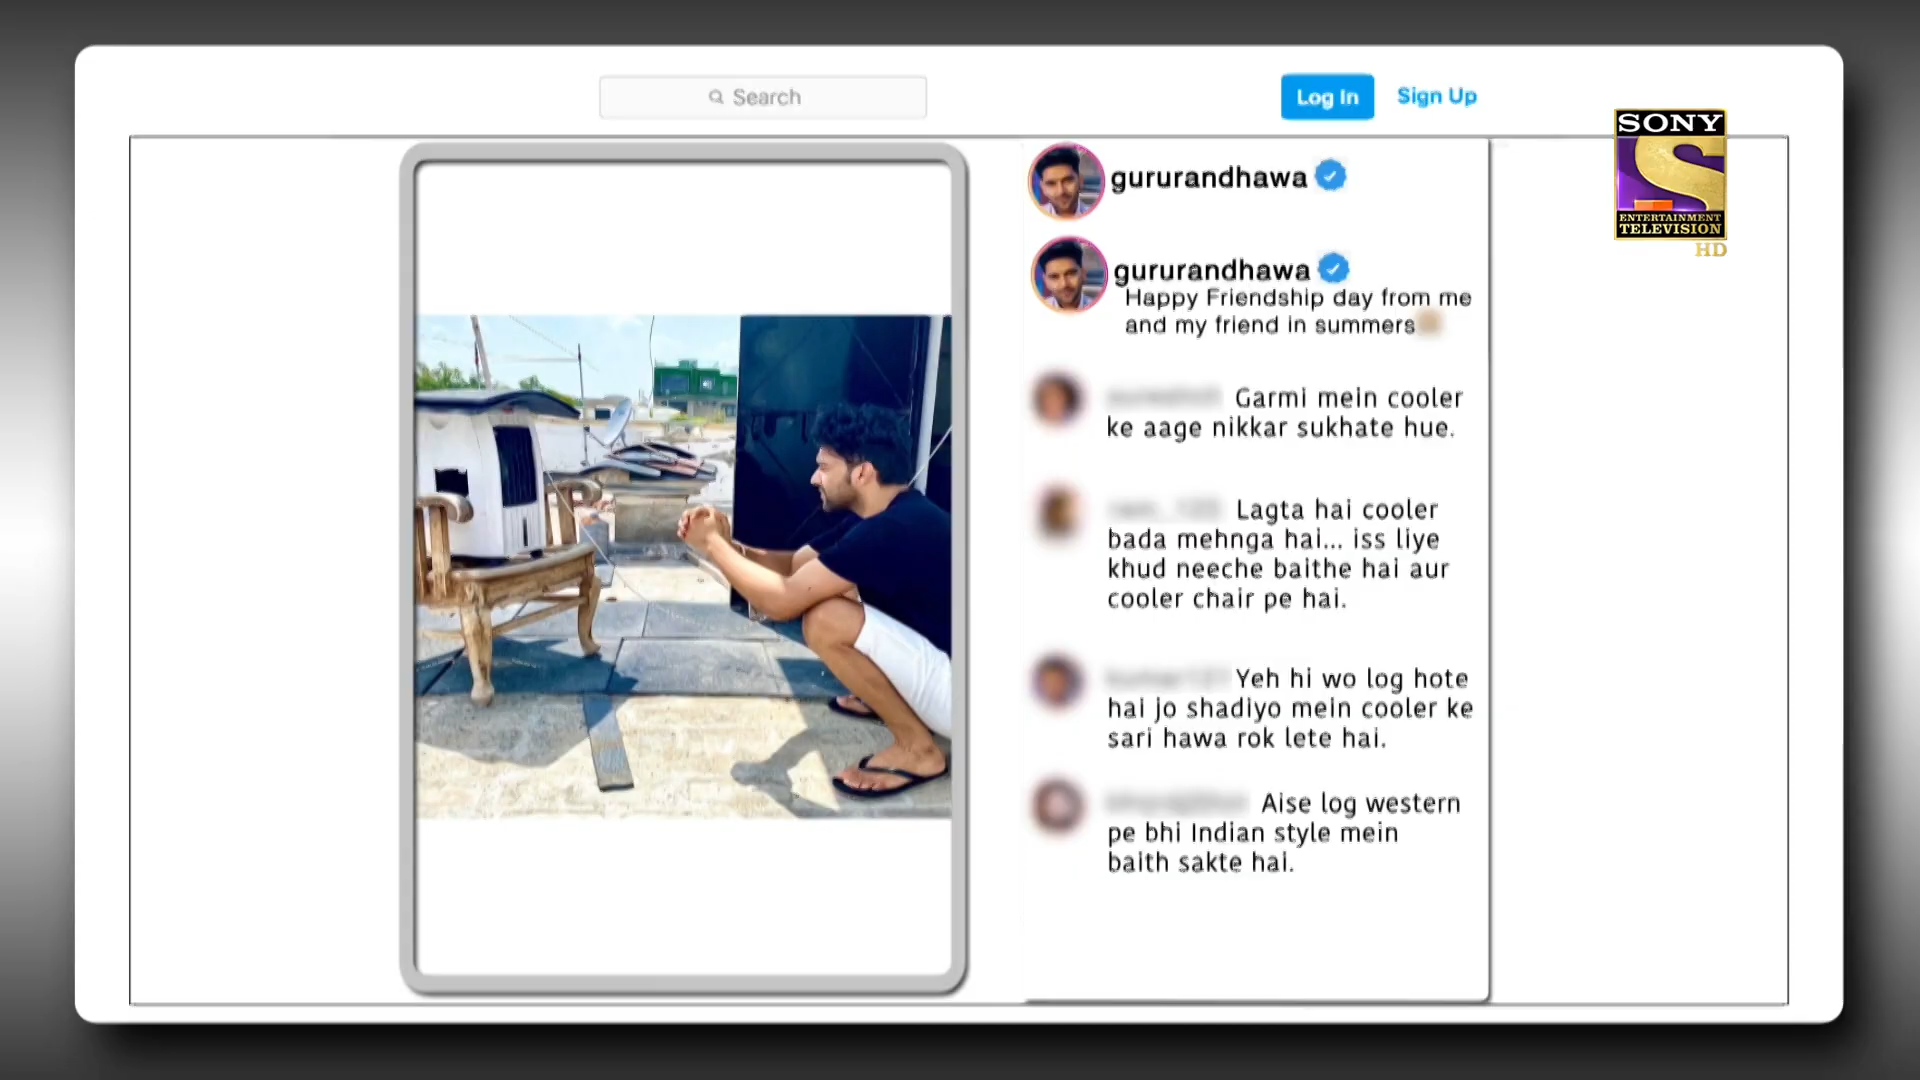 Search
Log In
Sign Up
SONY
ENTERTAINMENT
TELEVISION
HD
gururandhawa
gururandhawa
Happy Friendship day from me
and my friend in summers
Garmi mein cooler
ke aage nikkar sukhate hue.
Lagta hai cooler
bada mehnga hai... iss liye
khud neeche baithe hai aur
cooler chair pe hai.
Yeh hi wo log hote
hai jo shadiyo mein cooler ke
sari hawa rok lete hai.
Aise log western
pe bhi Indian style mein
baith sakte hai.